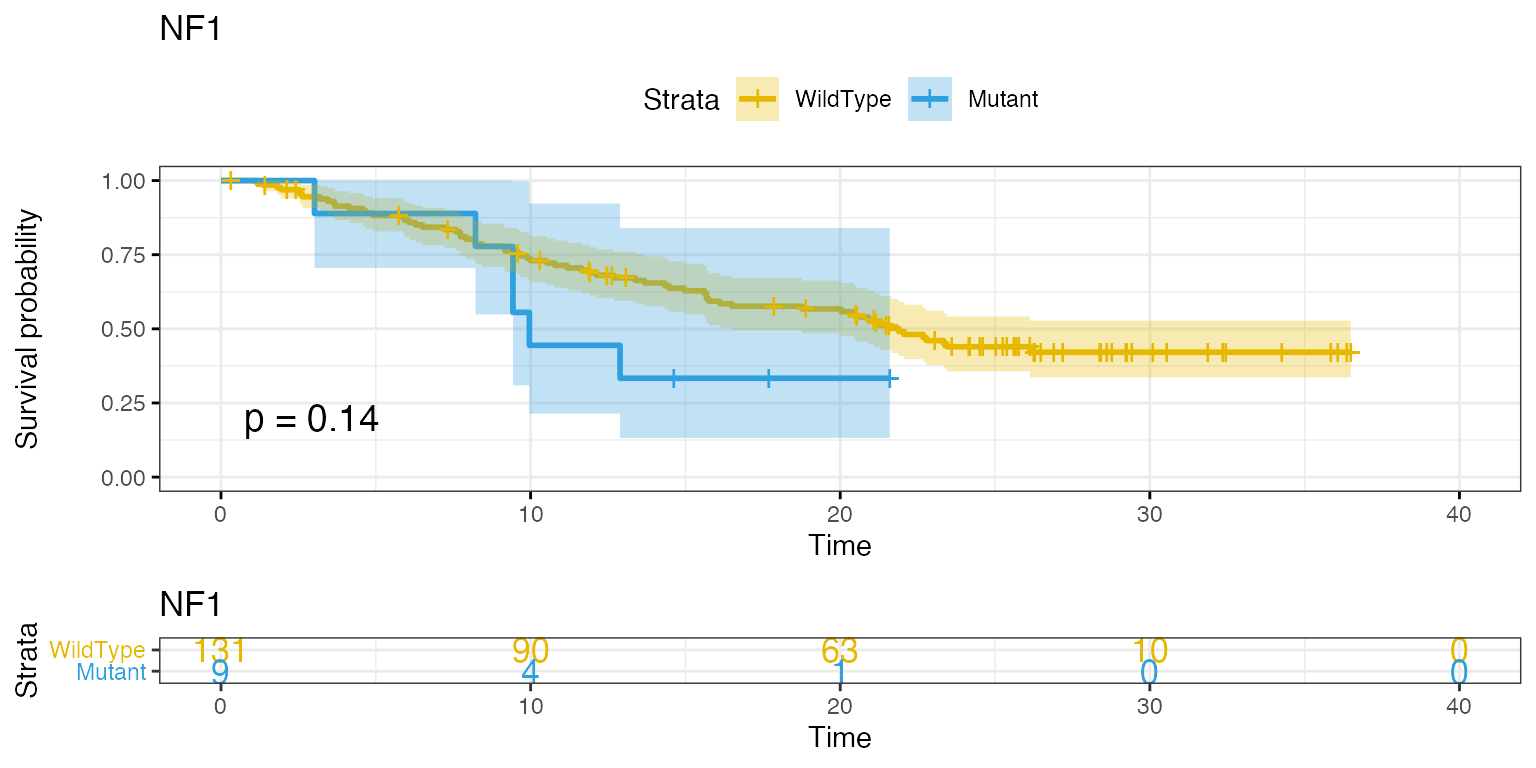 NF1
Strata WildType Mutant
Survival probability
1.00
0.75
0.50
0.25
0.00
p = 0.14
0 10 20 30 40
Time
NF1
Strata
WildType 131 90 63 10 0
Mutant 9 4 1 0 0
0 10 20 30 40
Time